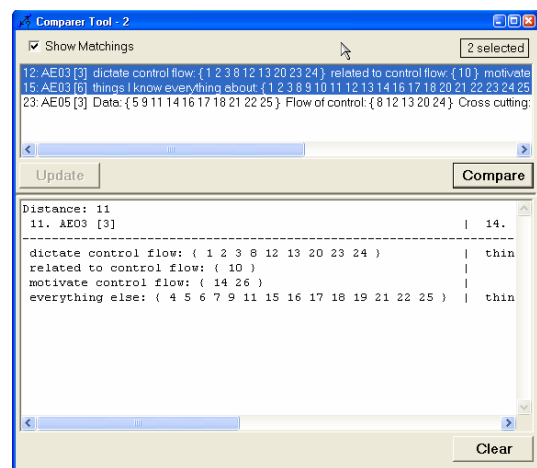 Comparer Tool - 2
Show Matchings
2 selected
12: AE03 [3] dictate control flow: { 1 2 3 8 12 13 20 23 24 } related to control flow: { 10 } motivate
15: AE03 [6] things I know everything about: { 1 2 3 8 9 10 11 12 13 14 16 17 18 20 21 22 23 24 25
23: AE05 [3] Data: { 5 9 11 14 16 17 18 21 22 25 } Flow of control: { 8 12 13 20 24 } Cross cutting:
Update
Compare
Distance: 11
11. AE03 [3] | 14.
--------------------------------------------------------------
dictate control flow: { 1 2 3 8 12 13 20 23 24 } | thin
related to control flow: { 10 } |
motivate control flow: { 14 26 } |
everything else: { 4 5 6 7 9 11 15 16 17 18 19 21 22 25 } | thin
Clear